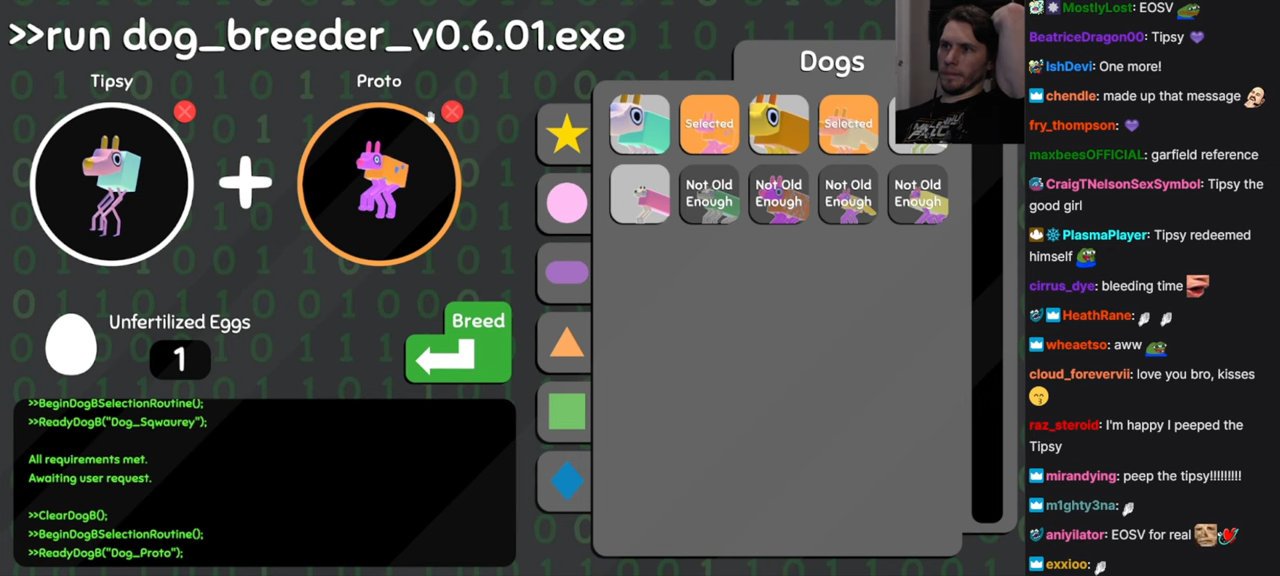 >>run dog_breeder_v0.6.01.exe
Tipsy
Proto
Unfertilized Eggs
1
Breed
>>BeginDogBSelectionRoutine();
>>ReadyDogB("Dog_Sqwaurey");
All requirements met.
Awaiting user request.
>>ClearDogB();
>>BeginDogBSelectionRoutine();
>>ReadyDogB("Dog_Proto");
Dogs
Selected
Selected
Not Old
Enough
Not Old
Enough
Not Old
Enough
Not Old
Enough
MostlyLost: EOSV
BeatriceDragon00: Tipsy
IshDevi: One more!
chendle: made up that message
fry_thompson:
maxbeesOFFICIAL: garfield reference
CraigTNelsonSexSymbol: Tipsy the
good girl
PlasmaPlayer: Tipsy redeemed
himself
cirrus_dye: bleeding time
HeathRane:
wheaetso: aww
cloud_forevervii: love you bro, kisses
raz_steroid: I'm happy I peeped the
Tipsy
mirandying: peep the tipsy!!!!!!!!!
m1ghty3na:
aniyilator: EOSV for real
exxioo: